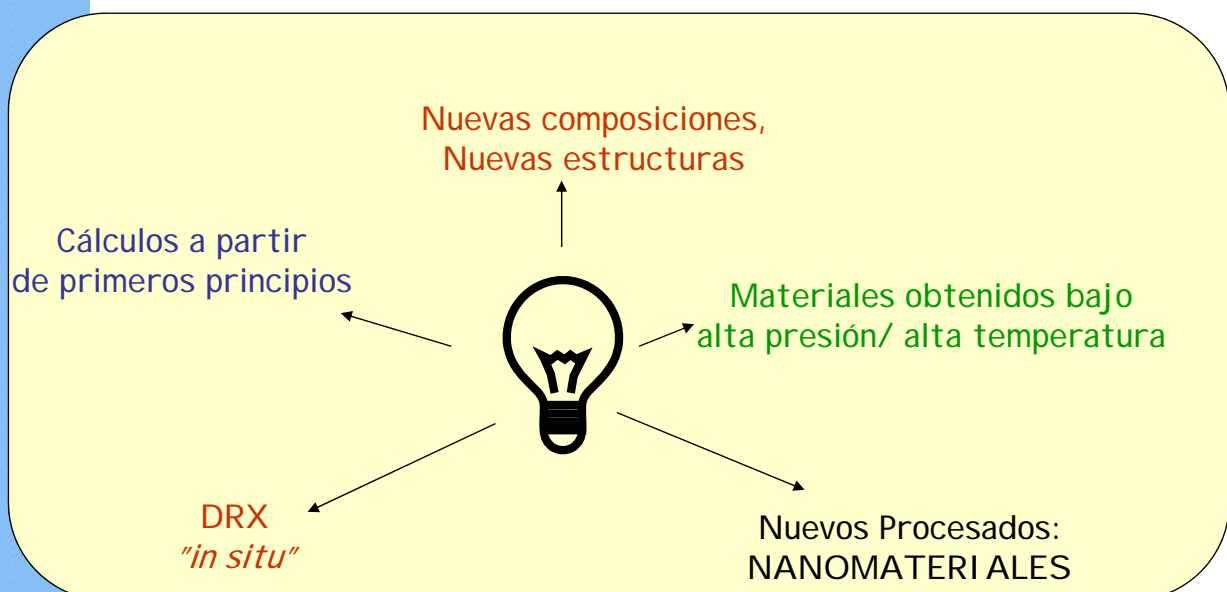 Nuevas composiciones,
Nuevas estructuras
Cálculos a partir
de primeros principios
Materiales obtenidos bajo
alta presión/ alta temperatura
DRX
"in situ"
Nuevos Procesados:
NANOMATERIALES